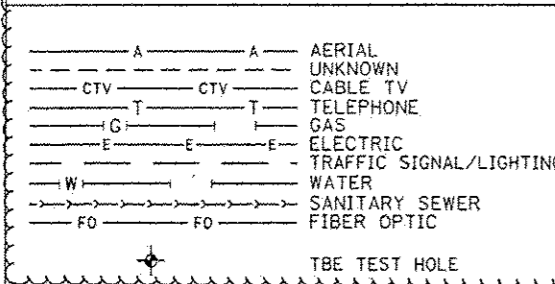 A A AERIAL
UNKNOWN
CTV CTV CABLE TV
T T TELEPHONE
G GAS
E E E ELECTRIC
TRAFFIC SIGNAL/LIGHTING
W WATER
SANITARY SEWER
FO FO FIBER OPTIC
TBE TEST HOLE